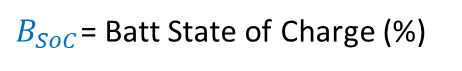 B_SoC = Batt State of Charge (%)